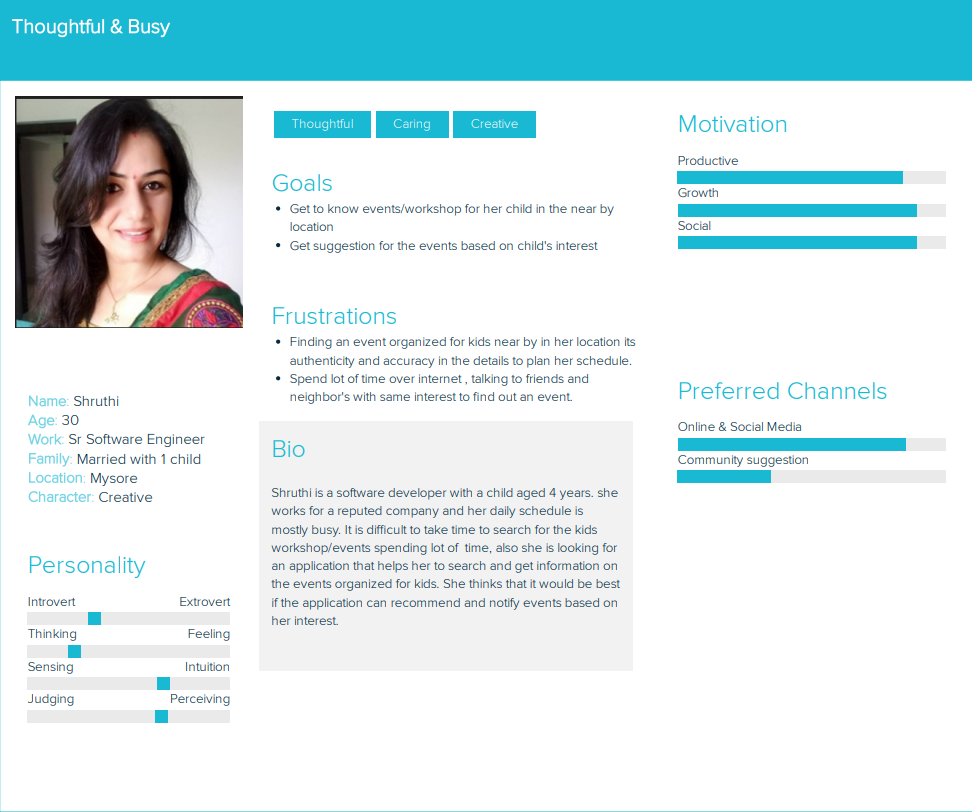 Thoughtful & Busy
Thoughtful
Caring
Creative
Goals
Get to know events/workshop for her child in the near by
location
Get suggestion for the events based on child's interest
Frustrations
Finding an event organized for kids near by in her location its
authenticity and accuracy in the details to plan her schedule.
Spend lot of time over internet , talking to friends and
neighbor's with same interest to find out an event.
Bio
Shruthi is a software developer with a child aged 4 years. she
works for a reputed company and her daily schedule is
mostly busy. It is difficult to take time to search for the kids
workshop/events spending lot of  time, also she is looking for
an application that helps her to search and get information on
the events organized for kids. She thinks that it would be best
if the application can recommend and notify events based on
her interest.
Name: Shruthi
Age: 30
Work: Sr Software Engineer
Family: Married with 1 child
Location: Mysore
Character: Creative
Personality
Introvert Extrovert
Thinking Feeling
Sensing Intuition
Judging Perceiving
Motivation
Productive
Growth
Social
Preferred Channels
Online & Social Media
Community suggestion